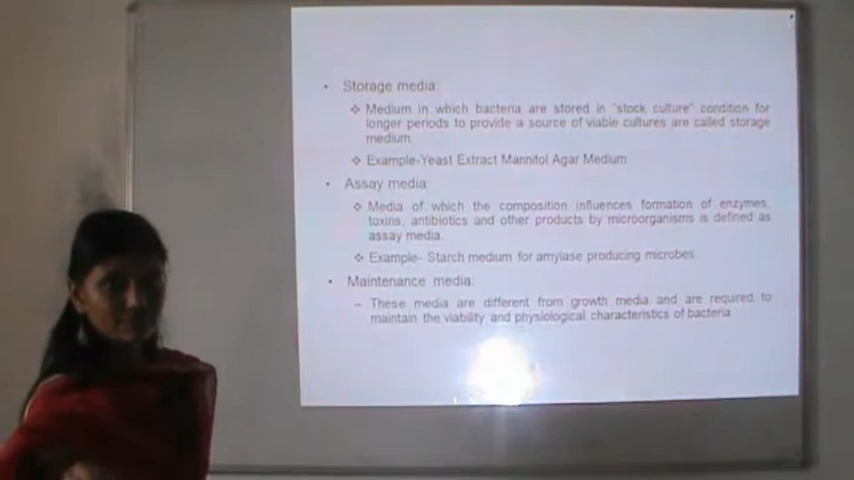 • Storage media:
❖ Medium in which bacteria are stored in "stock culture" condition for
longer periods to provide a source of viable cultures are called storage
medium.
❖ Example-Yeast Extract Mannitol Agar Medium
• Assay media:
❖ Media of which the composition influences formation of enzymes,
toxins, antibiotics and other products by microorganisms is defined as
assay media.
❖ Example- Starch medium for amylase producing microbes.
• Maintenance media:
– These media are different from growth media and are required to
maintain the viability and physiological characteristics of bacteria